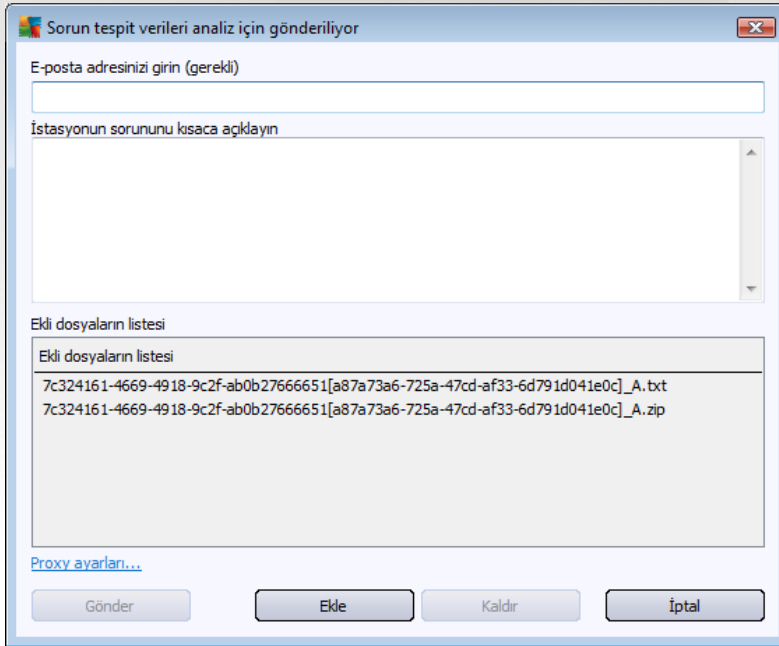 Sorun tespit verileri analiz için gönderiliyor
E-posta adresinizi girin (gerekli)
İstasyonun sorununu kısaca açıklayın
Ekli dosyaların listesi
Ekli dosyaların listesi
7c324161-4669-4918-9c2f-ab0b27666651[a87a73a6-725a-47cd-af33-6d791d041e0c]_A.txt
7c324161-4669-4918-9c2f-ab0b27666651[a87a73a6-725a-47cd-af33-6d791d041e0c]_A.zip
Proxy ayarları...
Gönder Ekle Kaldır İptal